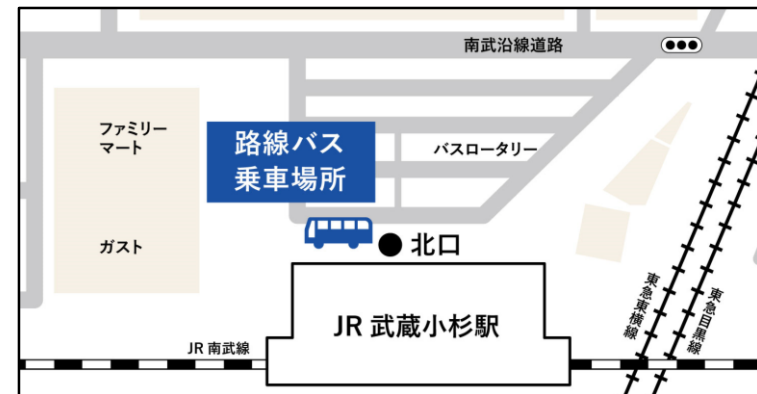 南武沿線道路
ファミリー
マート
路線バス
乗車場所
バスロータリー
ガスト
北口
JR 武蔵小杉駅
JR 南武線
東急東横線
東急目黒線